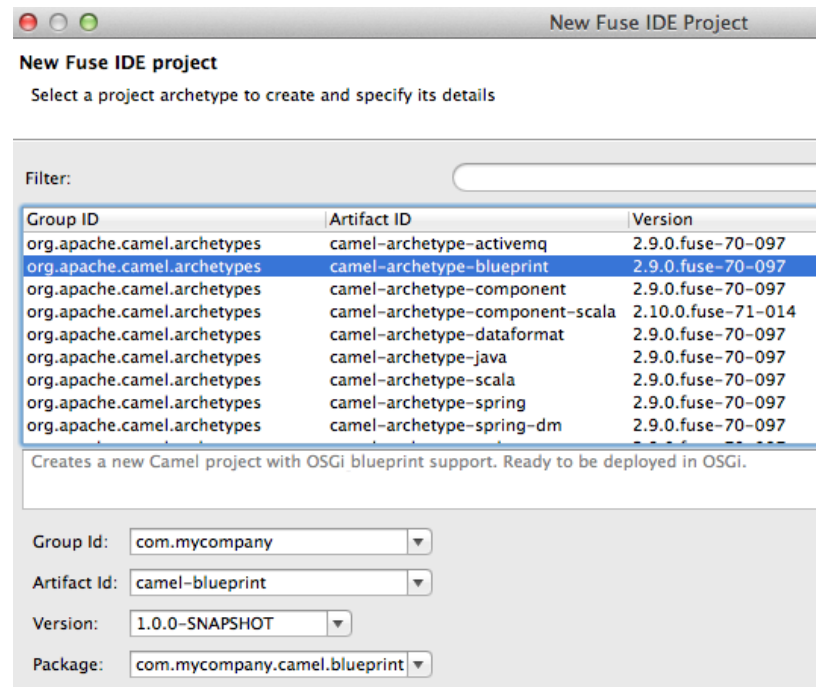 New Fuse IDE Project
New Fuse IDE project
Select a project archetype to create and specify its details
Filter:
Group ID Artifact ID Version
org.apache.camel.archetypes camel-archetype-activemq 2.9.0.fuse-70-097
org.apache.camel.archetypes camel-archetype-blueprint 2.9.0.fuse-70-097
org.apache.camel.archetypes camel-archetype-component 2.9.0.fuse-70-097
org.apache.camel.archetypes camel-archetype-component-scala 2.10.0.fuse-71-014
org.apache.camel.archetypes camel-archetype-dataformat 2.9.0.fuse-70-097
org.apache.camel.archetypes camel-archetype-java 2.9.0.fuse-70-097
org.apache.camel.archetypes camel-archetype-scala 2.9.0.fuse-70-097
org.apache.camel.archetypes camel-archetype-spring 2.9.0.fuse-70-097
org.apache.camel.archetypes camel-archetype-spring-dm 2.9.0.fuse-70-097
Creates a new Camel project with OSGi blueprint support. Ready to be deployed in OSGi.
Group Id: com.mycompany
Artifact Id: camel-blueprint
Version: 1.0.0-SNAPSHOT
Package: com.mycompany.camel.blueprint